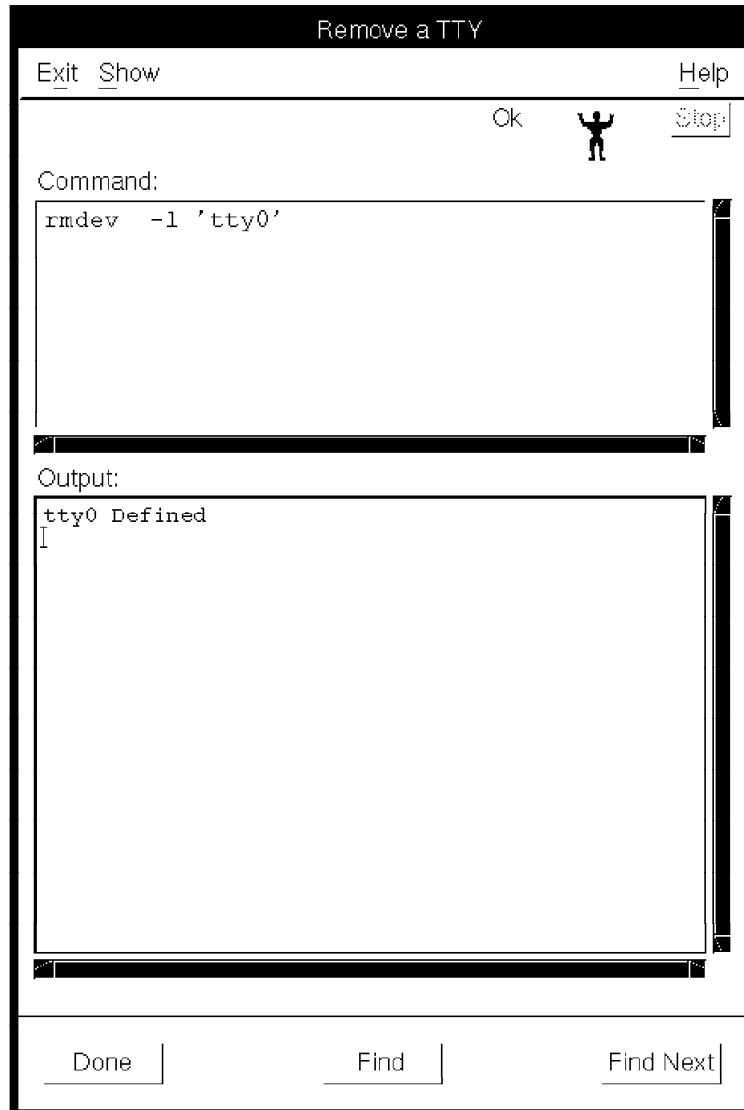 Remove a TTY
Exit Show Help
Ok Stop
Command:
rmdev -l 'tty0'
Output:
tty0 Defined
Done Find Find Next